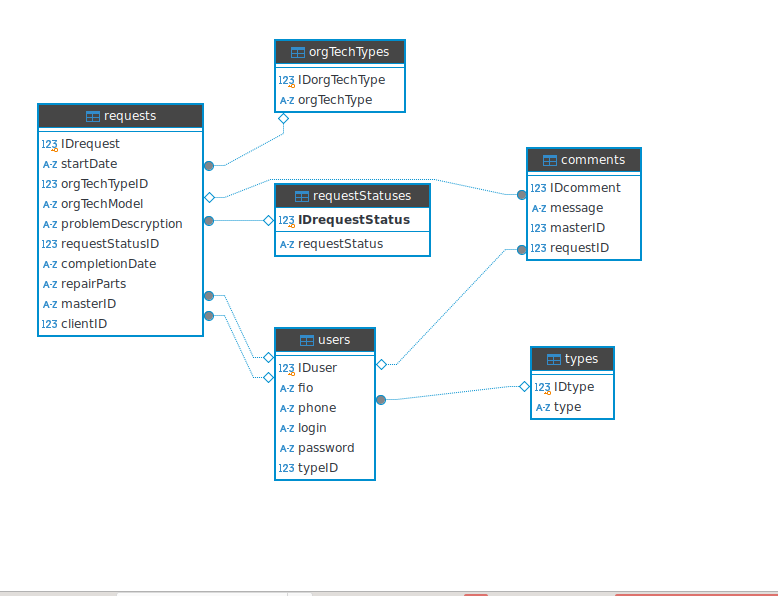 orgTechTypes
123 IDorgTechType
A-Z orgTechType
requests
123 IDrequest
A-Z startDate
123 orgTechTypeID
A-Z orgTechModel
A-Z problemDescryption
123 requestStatusID
A-Z completionDate
A-Z repairParts
A-Z masterID
123 clientID
requestStatuses
123 IDrequestStatus
A-Z requestStatus
comments
123 IDcomment
A-Z message
123 masterID
123 requestID
users
123 IDuser
A-Z fio
A-Z phone
A-Z login
A-Z password
123 typeID
types
123 IDtype
A-Z type